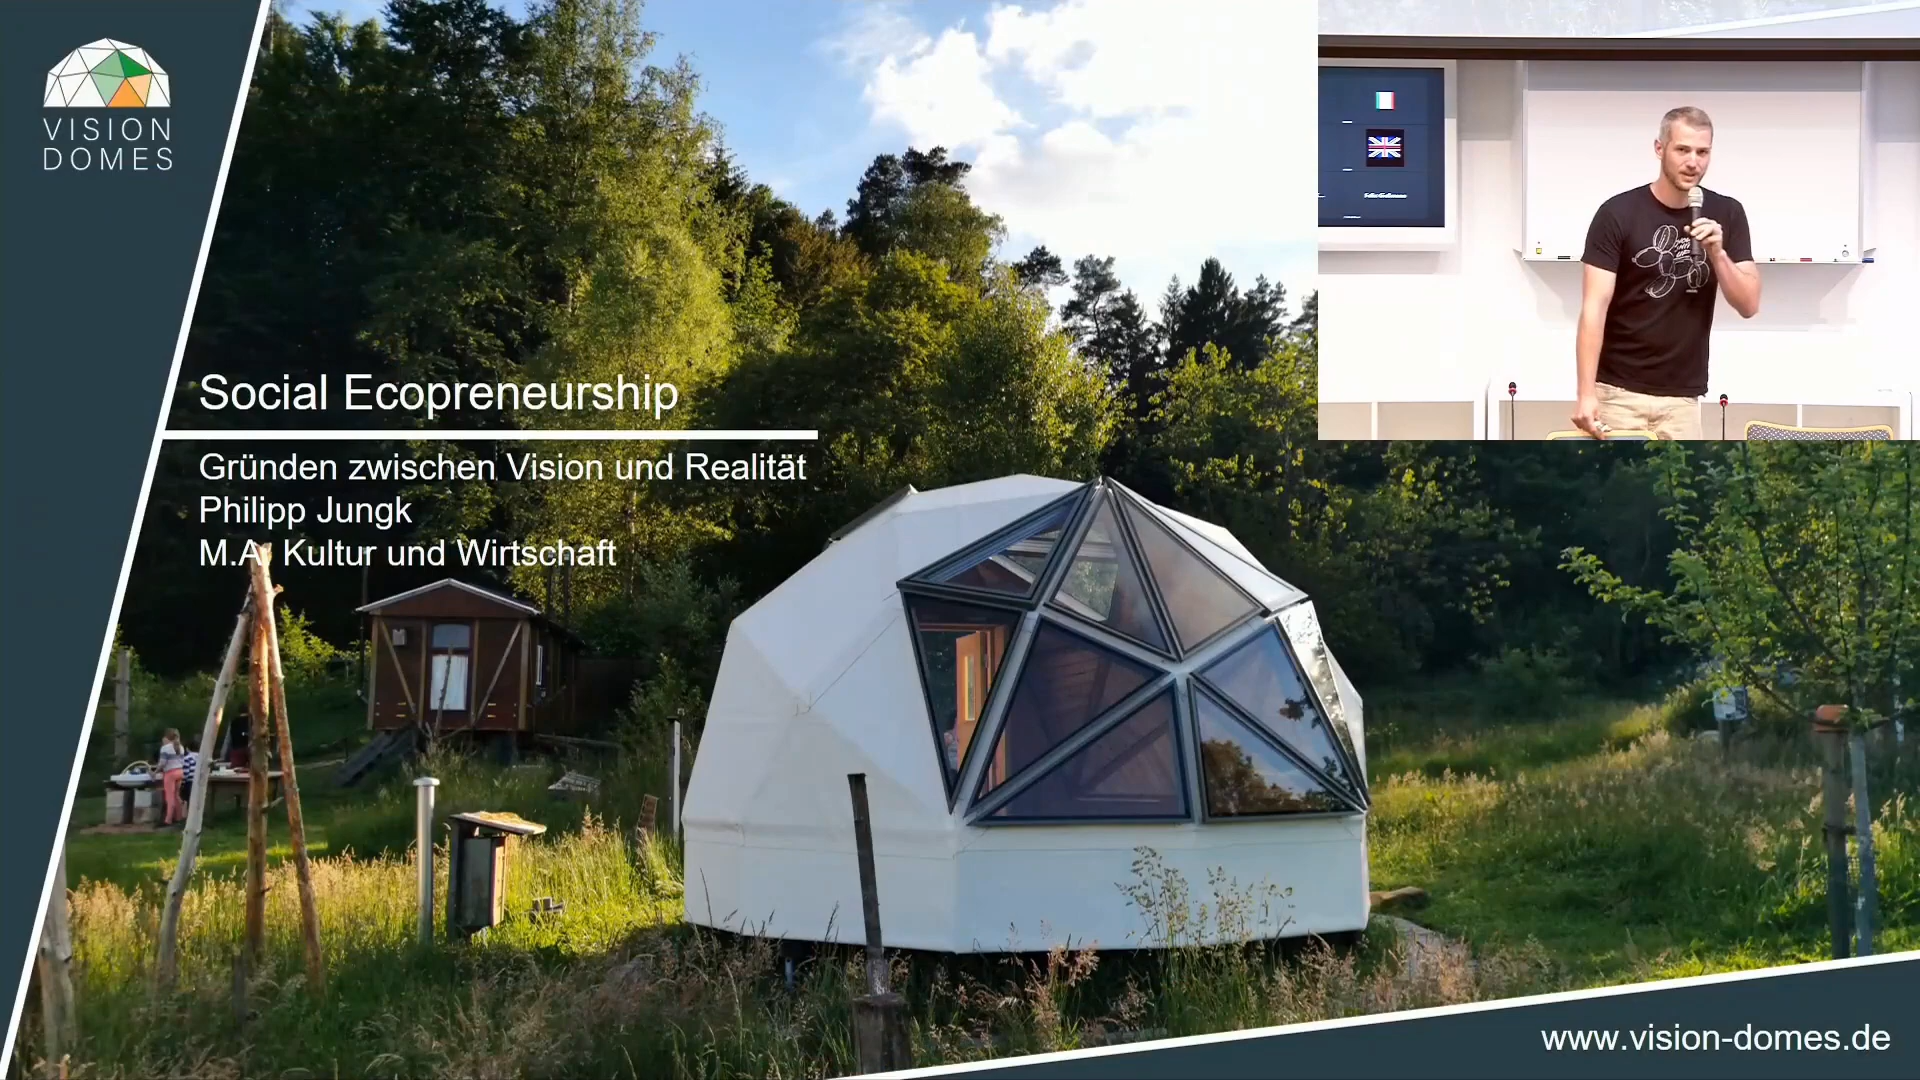 VISION
DOMES
Social Ecopreneurship
Gründen zwischen Vision und Realität
Philipp Jungk
M.A. Kultur und Wirtschaft
www.vision-domes.de